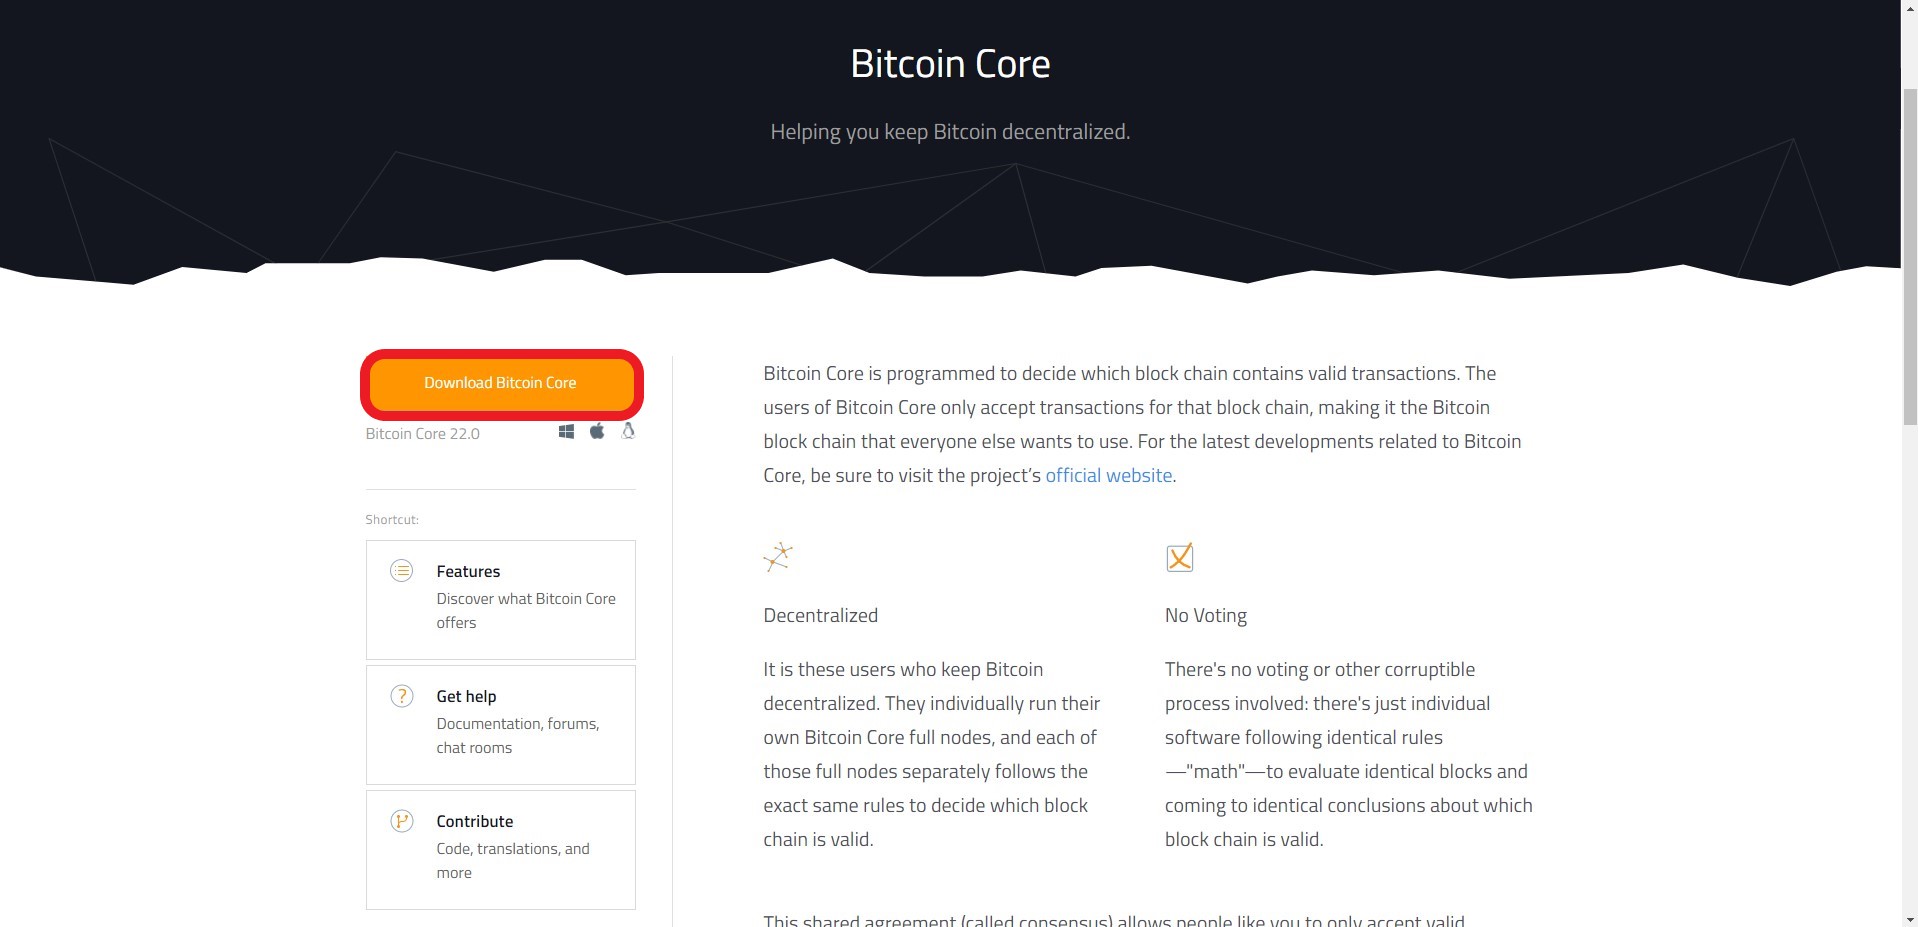 Bitcoin Core
Helping you keep Bitcoin decentralized.
Download Bitcoin Core
Bitcoin Core 22.0
Shortcut:
Features
Discover what Bitcoin Core
offers
Get help
Documentation, forums,
chat rooms
Contribute
Code, translations, and
more
Bitcoin Core is programmed to decide which block chain contains valid transactions. The
users of Bitcoin Core only accept transactions for that block chain, making it the Bitcoin
block chain that everyone else wants to use. For the latest developments related to Bitcoin
Core, be sure to visit the project’s official website.
Decentralized
It is these users who keep Bitcoin
decentralized. They individually run their
own Bitcoin Core full nodes, and each of
those full nodes separately follows the
exact same rules to decide which block
chain is valid.
No Voting
There's no voting or other corruptible
process involved: there's just individual
software following identical rules
—"math"—to evaluate identical blocks and
coming to identical conclusions about which
block chain is valid.
This shared agreement (called consensus) allows people like you to only accept valid